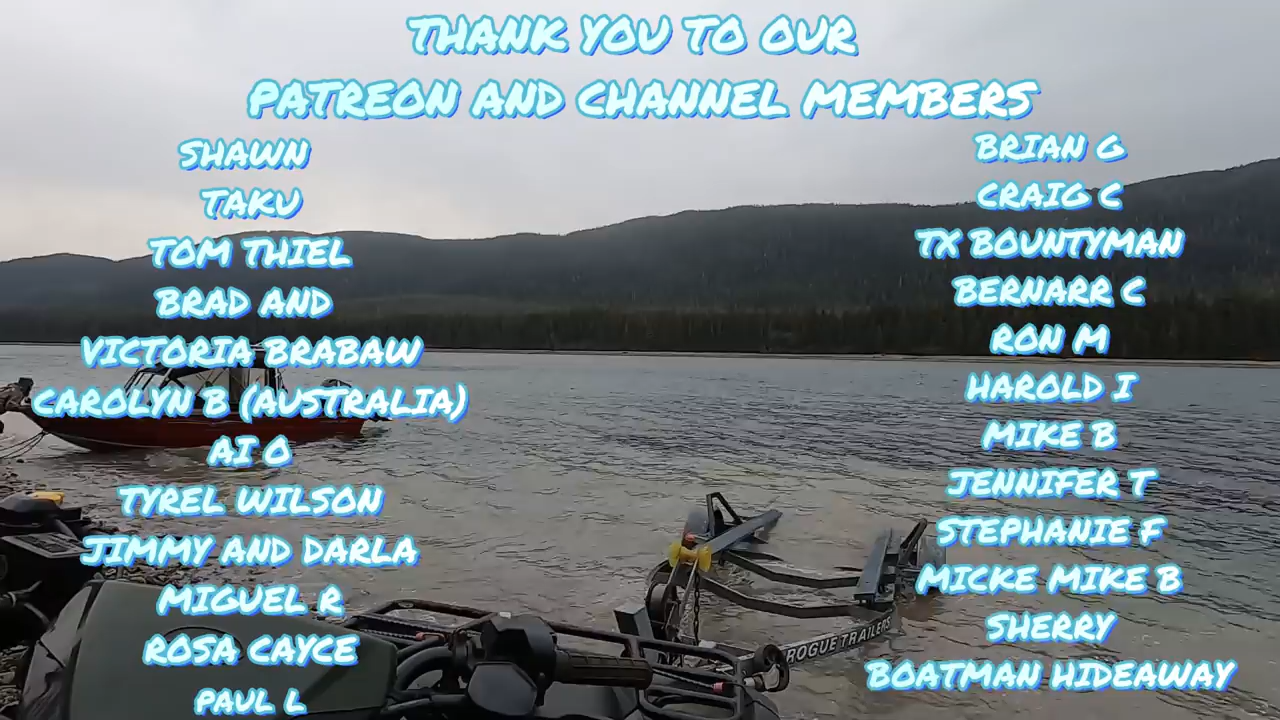 THANK YOU TO OUR
PATREON AND CHANNEL MEMBERS
SHAWN
TAKU
TOM THIEL
BRAD AND
VICTORIA BRABAW
CAROLYN B (AUSTRALIA)
AI O
TYREL WILSON
JIMMY AND DARLA
MIGUEL R
ROSA CAYCE
PAUL L
BRIAN G
CRAIG C
TX BOUNTYMAN
BERNARR C
RON M
HAROLD I
MIKE B
JENNIFER T
STEPHANIE F
MICKE MIKE B
SHERRY
BOATMAN HIDEAWAY
ROGUE TRAILERS